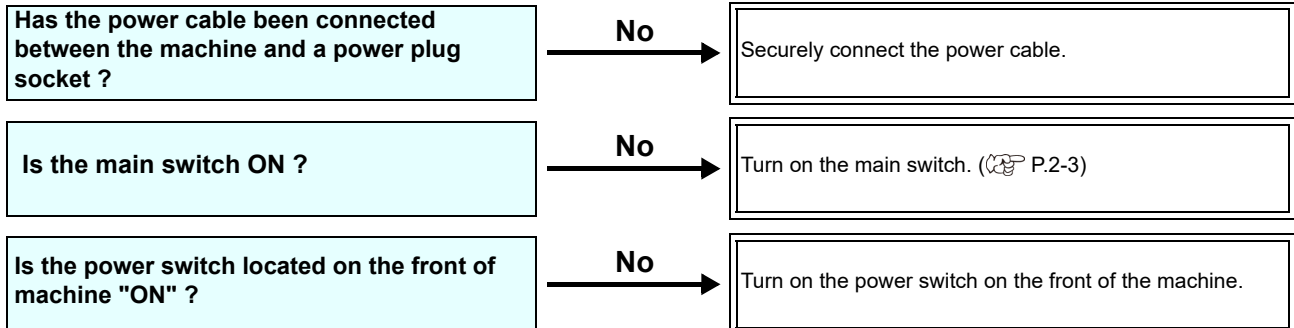 Has the power cable been connected
between the machine and a power plug
socket ?
No
Securely connect the power cable.
Is the main switch ON ?
No
Turn on the main switch. ( P.2-3)
Is the power switch located on the front of
machine "ON" ?
No
Turn on the power switch on the front of the machine.